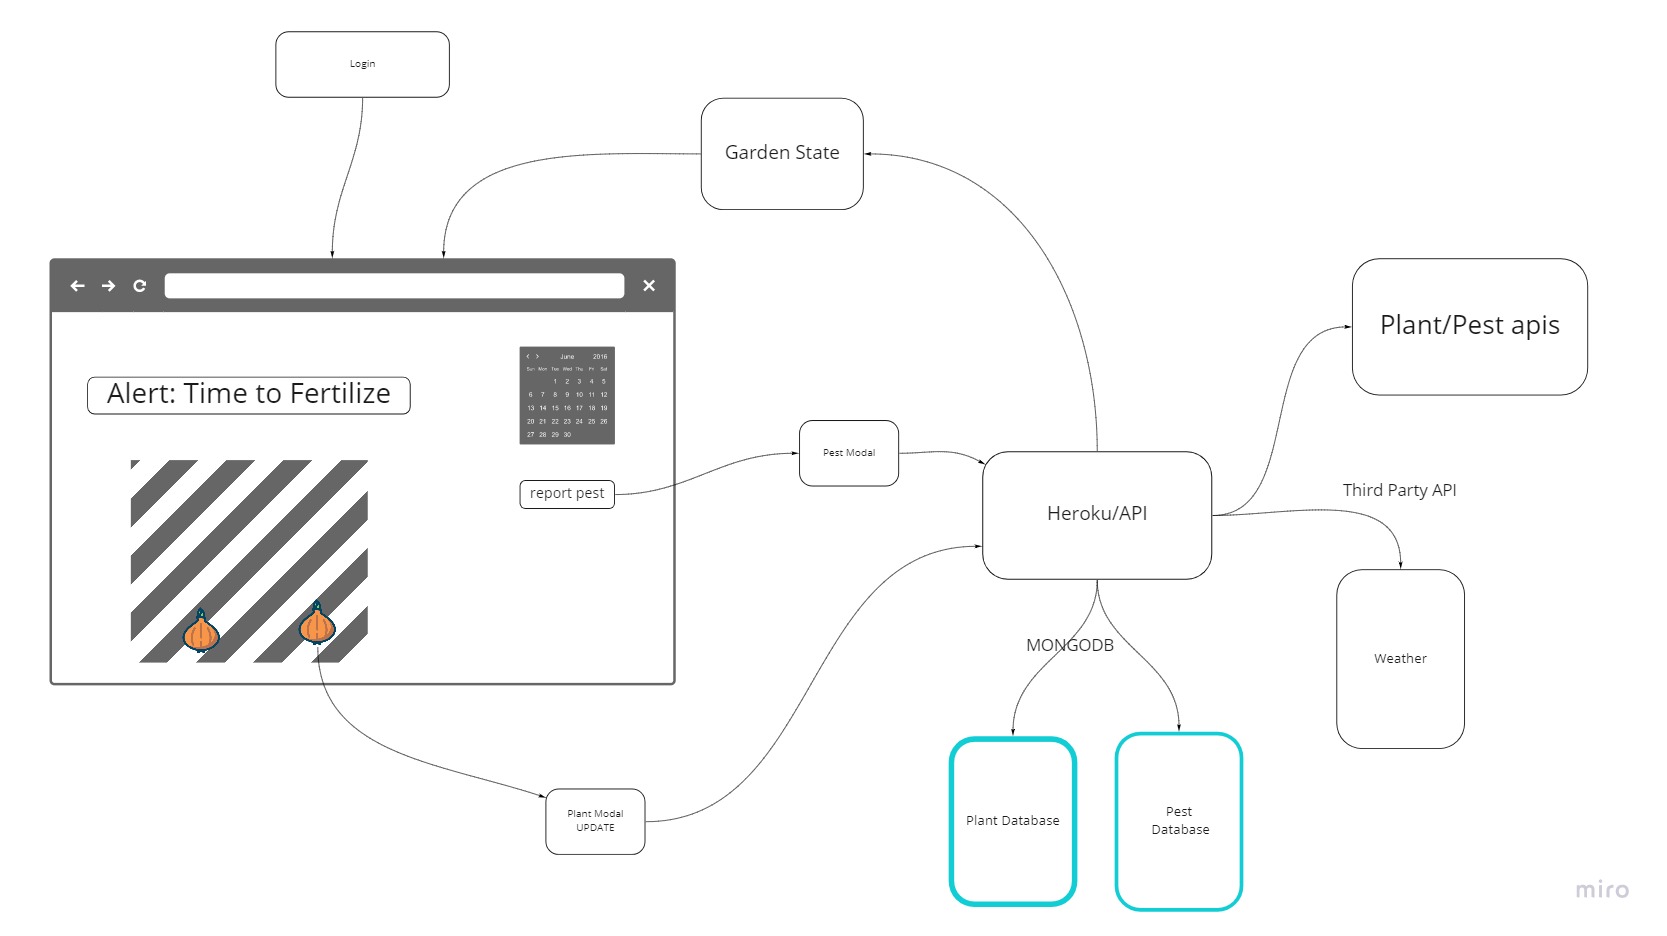 Login
Garden State
Plant/Pest apis
June 2016
Sun Mon Tue Wed Thu Fri Sat
1 2 3 4 5
6 7 8 9 10 11 12
13 14 15 16 17 18 19
20 21 22 23 24 25 26
27 28 29 30
Alert: Time to Fertilize
report pest
Pest Modal
Heroku/API
Third Party API
MONGODB
Weather
Plant Modal
UPDATE
Plant Database
Pest
Database
miro